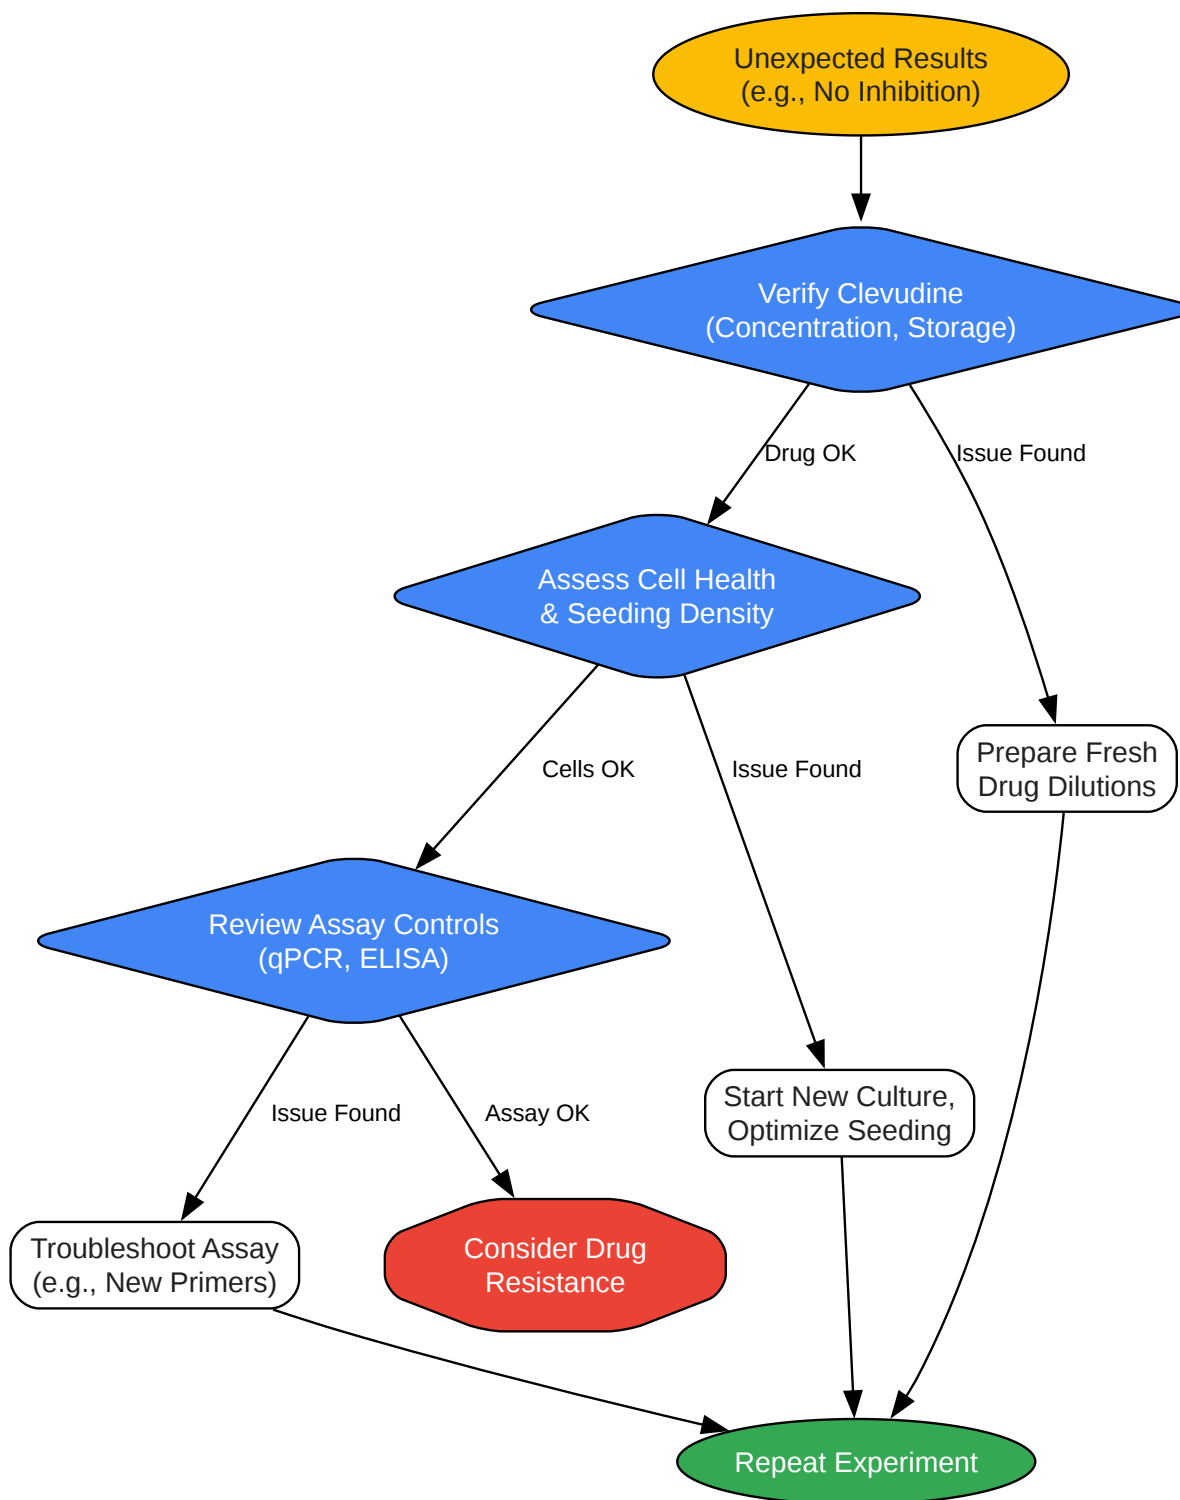 Unexpected Results
(e.g., No Inhibition)
Verify Clevudine
(Concentration, Storage)
Drug OK
Issue Found
Assess Cell Health
& Seeding Density
Cells OK
Issue Found
Prepare Fresh
Drug Dilutions
Review Assay Controls
(qPCR, ELISA)
Issue Found
Assay OK
Start New Culture,
Optimize Seeding
Troubleshoot Assay
(e.g., New Primers)
Consider Drug
Resistance
Repeat Experiment